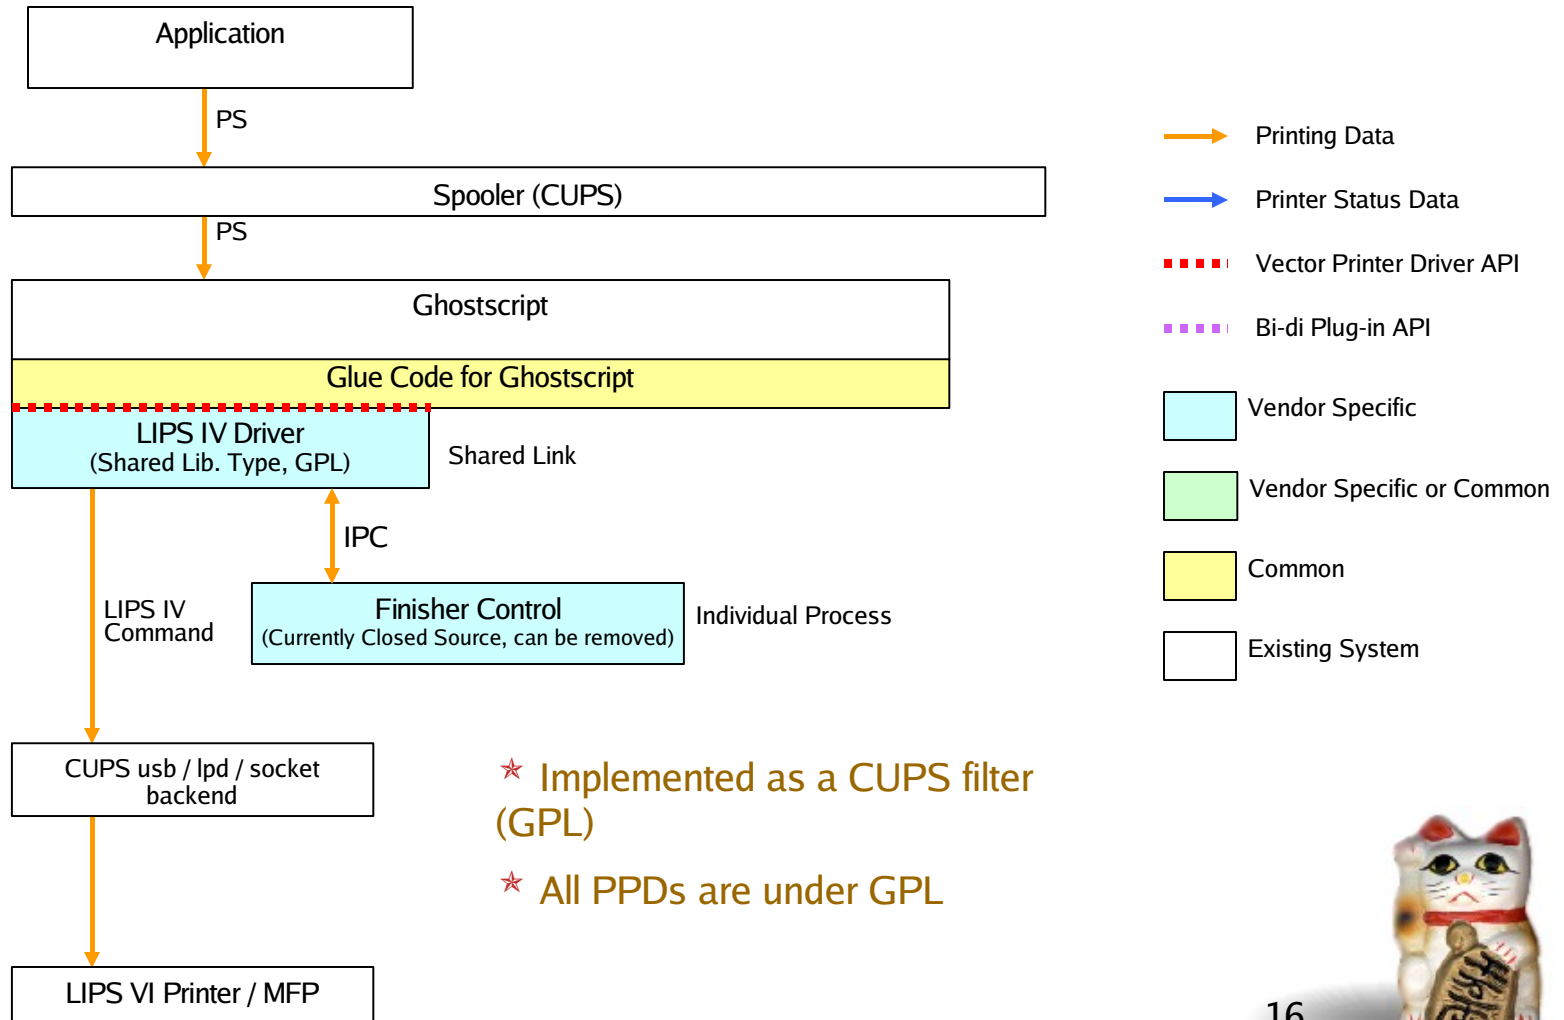 Application
PS
Spooler (CUPS)
PS
Ghostscript
Glue Code for Ghostscript
LIPS IV Driver
(Shared Lib. Type, GPL)
Shared Link
IPC
LIPS IV
Command
Finisher Control
(Currently Closed Source, can be removed)
Individual Process
CUPS usb / lpd / socket
backend
LIPS VI Printer / MFP
Printing Data
Printer Status Data
Vector Printer Driver API
Bi-di Plug-in API
Vendor Specific
Vendor Specific or Common
Common
Existing System
* Implemented as a CUPS filter
(GPL)
* All PPDs are under GPL
16